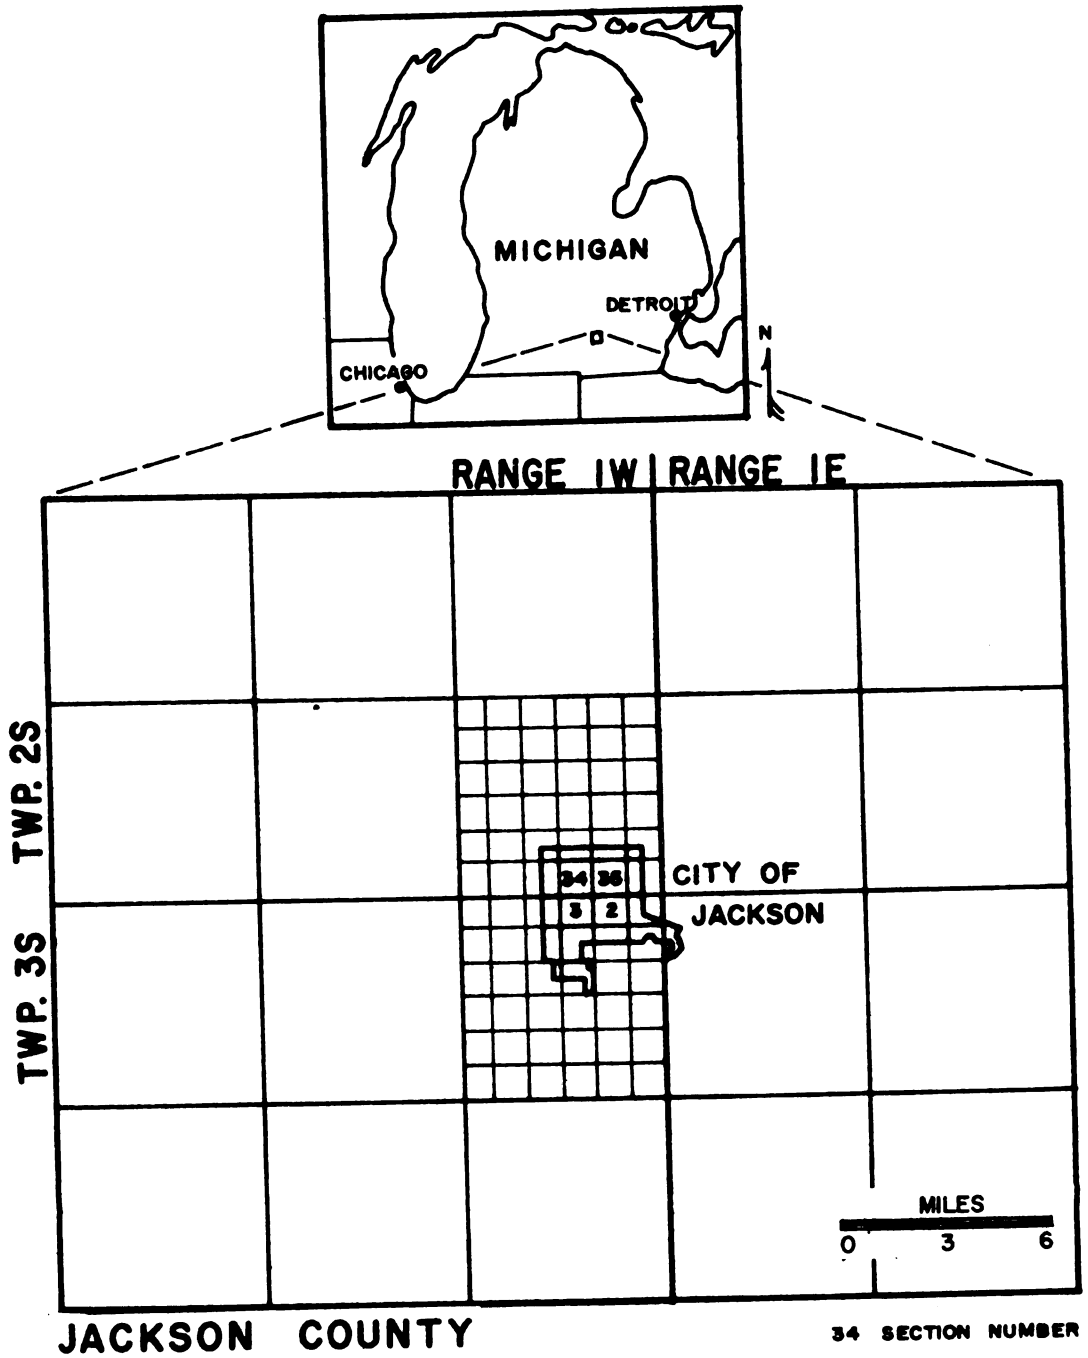 MICHIGAN
DETROIT
N
CHICAGO
RANGE 1W | RANGE 1E
TWP. 2S
34 35
CITY OF
3 2
JACKSON
TWP. 3S
MILES
0 3 6
JACKSON COUNTY
34 SECTION NUMBER